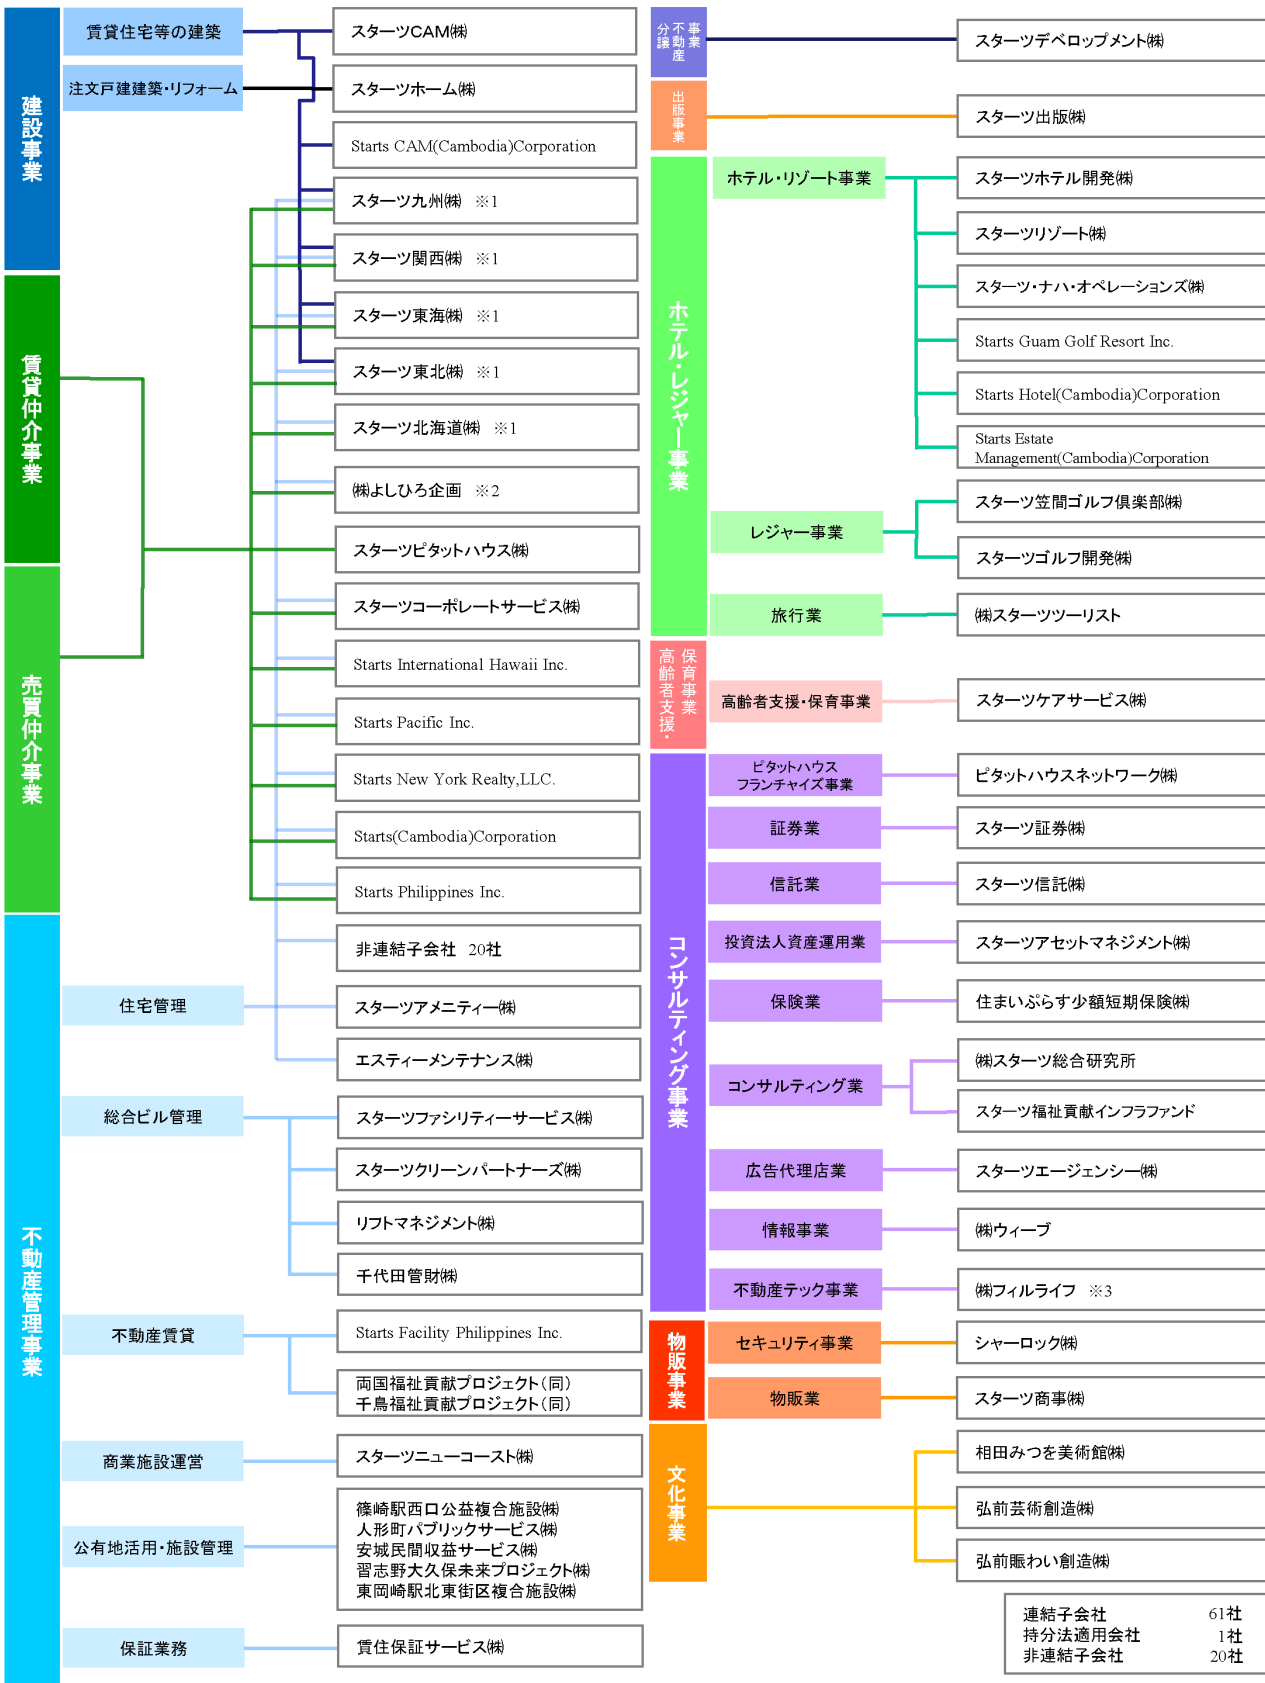 建設事業
賃貸住宅等の建築
スターツCAM㈱
注文戸建建築・リフォーム
スターツホーム㈱
Starts CAM(Cambodia)Corporation
スターツ九州㈱ ※1
スターツ関西㈱ ※1
スターツ東海㈱ ※1
スターツ東北㈱ ※1
スターツ北海道㈱ ※1
㈱よしひろ企画 ※2
賃貸仲介事業
スターツピタットハウス㈱
スターツコーポレートサービス㈱
売買仲介事業
Starts International Hawaii Inc.
Starts Pacific Inc.
Starts New York Realty,LLC.
Starts(Cambodia)Corporation
Starts Philippines Inc.
非連結子会社 20社
不動産管理事業
住宅管理
スターツアメニティー㈱
エスティーメンテナンス㈱
総合ビル管理
スターツファシリティーサービス㈱
スターツクリーンパートナーズ㈱
リフトマネジメント㈱
千代田管財㈱
不動産賃貸
Starts Facility Philippines Inc.
両国福祉貢献プロジェクト（同）
千鳥福祉貢献プロジェクト（同）
商業施設運営
スターツニューコースト㈱
公有地活用・施設管理
篠崎駅西口公益複合施設㈱
人形町パブリックサービス㈱
安城民間収益サービス㈱
習志野大久保未来プロジェクト㈱
東岡崎駅北東街区複合施設㈱
保証業務
賃住保証サービス㈱
不動産
分譲
事業
スターツデベロップメント㈱
出版事業
スターツ出版㈱
ホテル・レジャー事業
ホテル・リゾート事業
スターツホテル開発㈱
スターツリゾート㈱
スターツ・ナハ・オペレーションズ㈱
Starts Guam Golf Resort Inc.
Starts Hotel(Cambodia)Corporation
Starts Estate
Management(Cambodia)Corporation
レジャー事業
スターツ笠間ゴルフ倶楽部㈱
スターツゴルフ開発㈱
旅行業
㈱スターツツーリスト
高齢者支援・
保育事業
高齢者支援・保育事業
スターツケアサービス㈱
コンサルティング事業
ピタットハウス
フランチャイズ事業
ピタットハウスネットワーク㈱
証券業
スターツ証券㈱
信託業
スターツ信託㈱
投資法人資産運用業
スターツアセットマネジメント㈱
保険業
住まいぷらす少額短期保険㈱
コンサルティング業
㈱スターツ総合研究所
スターツ福祉貢献インフラファンド
広告代理店業
スターツエージェンシー㈱
情報事業
㈱ウィーブ
不動産テック事業
㈱フィルライフ ※3
物販事業
セキュリティ事業
シャーロック㈱
物販業
スターツ商事㈱
文化事業
相田みつを美術館㈱
弘前芸術創造㈱
弘前賑わい創造㈱
連結子会社 61社
持分法適用会社 1社
非連結子会社 20社